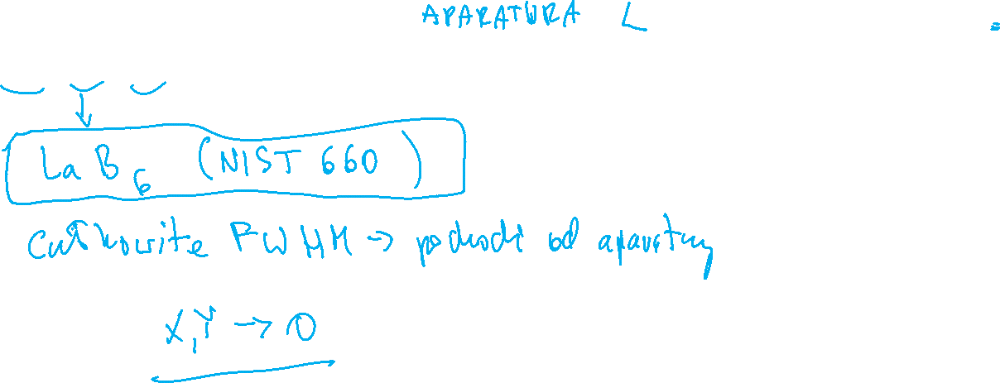 APARATURA L
LaB₆ (NIST 660)
całkowite FWHM → pochodzi od aparatury
X,Y → 0